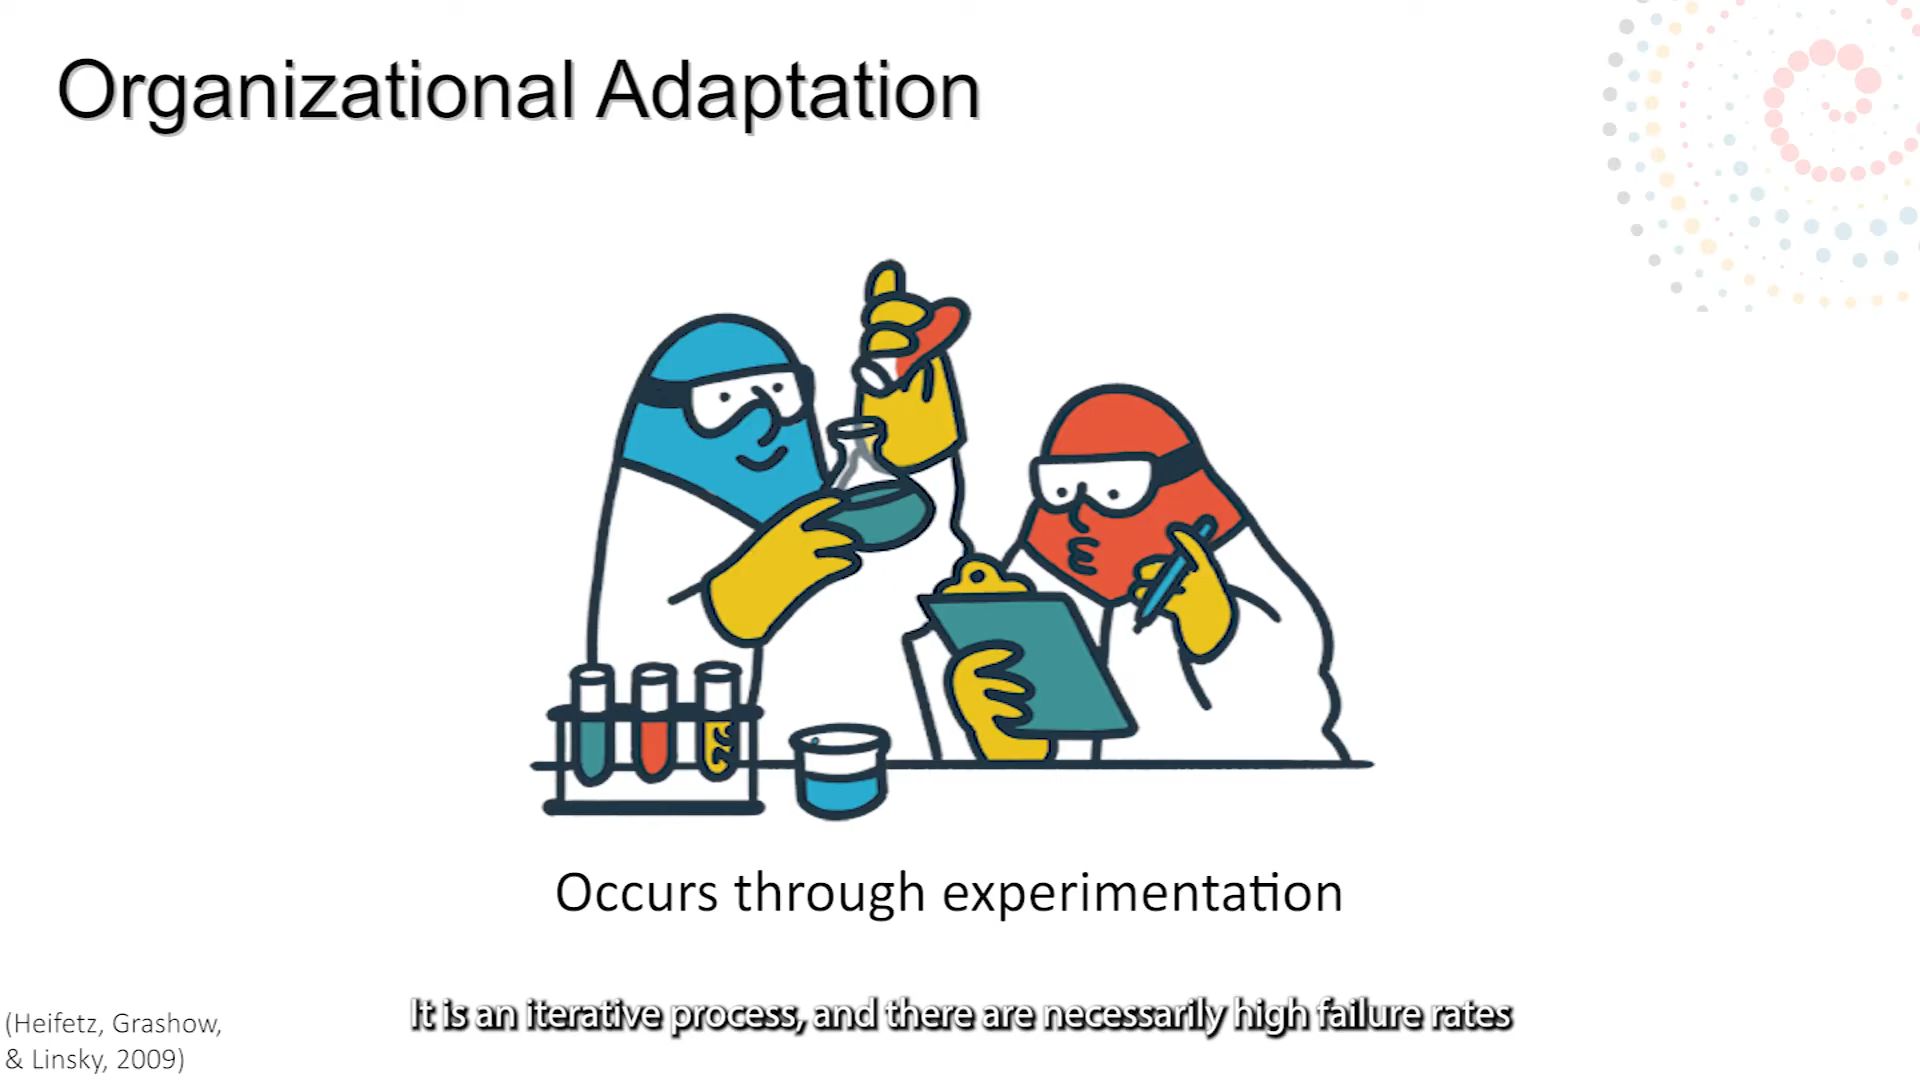 Organizational Adaptation
Occurs through experimentation
It is an iterative process, and there are necessarily high failure rates
(Heifetz, Grashow,
& Linsky, 2009)